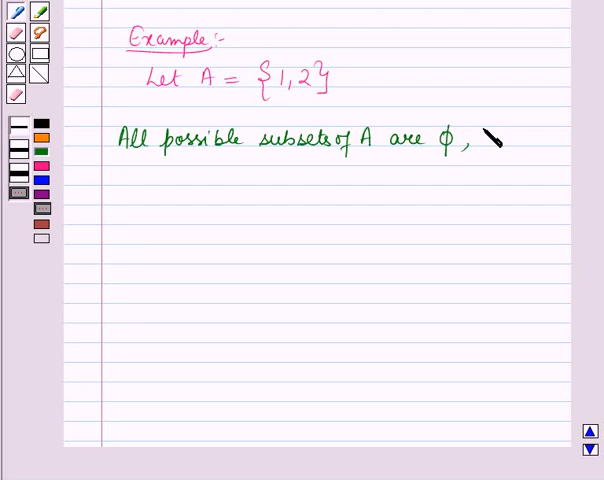 Example:-
Let A = {1,2}
All possible subsets of A are ϕ,